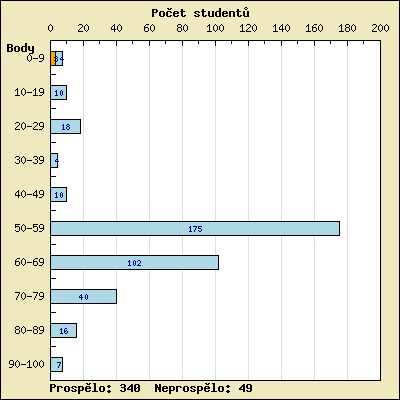 Počet studentů
Body 0 20 40 60 80 100 120 140 160 180 200
0-9 3 4
10-19 10
20-29 18
30-39 4
40-49 10
50-59 175
60-69 102
70-79 40
80-89 16
90-100 7
Prospělo: 340 Neprospělo: 49